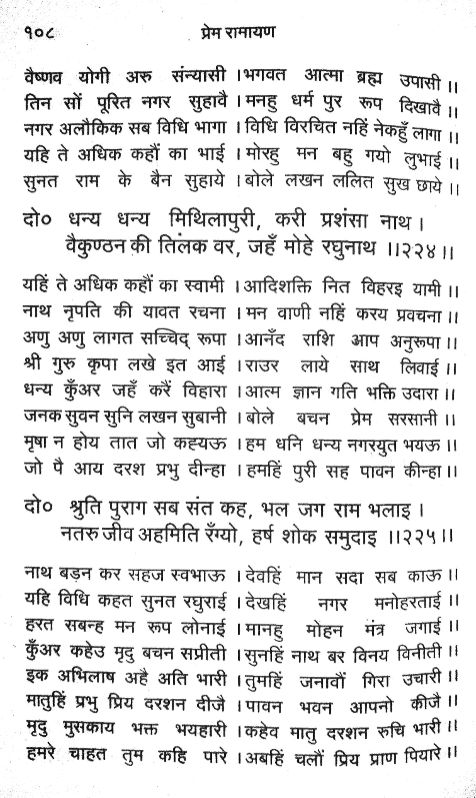 १०८ प्रेम रामायण
वैष्णव योगी अरु संन्यासी । भगवत आत्मा ब्रह्म उपासी ।।
तिन सों पूरित नगर सुहावै । मनहु धर्म पुर रूप दिखावै ।।
नगर अलौकिक सब विधि भागा । विधि विरचित नहिं नेकहुँ लागा ।।
यहि ते अधिक कहौं का भाई । मोरहु मन बहु गयो लुभाई ।।
सुनत राम के बैन सुहाये । बोले लखन ललित सुख छाये ।।
दो० धन्य धन्य मिथिलापुरी, करी प्रशंसा नाथ ।
वैकुण्ठन की तिलक वर, जहँ मोहे रघुनाथ ।।२२४।।
यहिं ते अधिक कहौं का स्वामी । आदिशक्ति नित विहरइ यामी ।।
नाथ नृपति की यावत रचना । मन वाणी नहिं करय प्रवचना ।।
अणु अणु लागत सच्चिद् रूपा । आनँद राशि आप अनुरूपा ।।
श्री गुरु कृपा लखे इत आई । राउर लाये साथ लिवाई ।।
धन्य कुँअर जहँ करें विहारा । आत्म ज्ञान गति भक्ति उदारा ।।
जनक सुवन सुनि लखन सुबानी । बोले बचन प्रेम सरसानी ।।
मृषा न होय तात जो कह्यऊ । हम धनि धन्य नगरयुत भयऊ ।।
जो पै आय दरश प्रभु दीन्हा । हमहिं पुरी सह पावन कीन्हा ।।
दो० श्रुति पुराग सब संत कह, भल जग राम भलाइ ।
नतरु जीव अहमिति रँग्यो, हर्ष शोक समुदाइ ।।२२५।।
नाथ बड़न कर सहज स्वभाऊ । देवहिं मान सदा सब काऊ ।।
यहि विधि कहत सुनत रघुराई । देखहिं नगर मनोहरताई ।।
हरत सबन्ह मन रूप लोनाई । मानहु मोहन मंत्र जगाई ।।
कुँअर कहेउ मृदु बचन सप्रीती । सुनहिं नाथ बर विनय विनीती ।।
इक अभिलाष अहै अति भारी । तुमहिं जनावौं गिरा उचारी ।।
मातुहिं प्रभु प्रिय दरशन दीजै । पावन भवन आपनो कीजै ।।
मृदु मुसकाय भक्त भयहारी । कहेव मातु दरशन रुचि भारी ।।
हमरे चाहत तुम कहि पारे । अबहिं चलौं प्रिय प्राण पियारे ।।